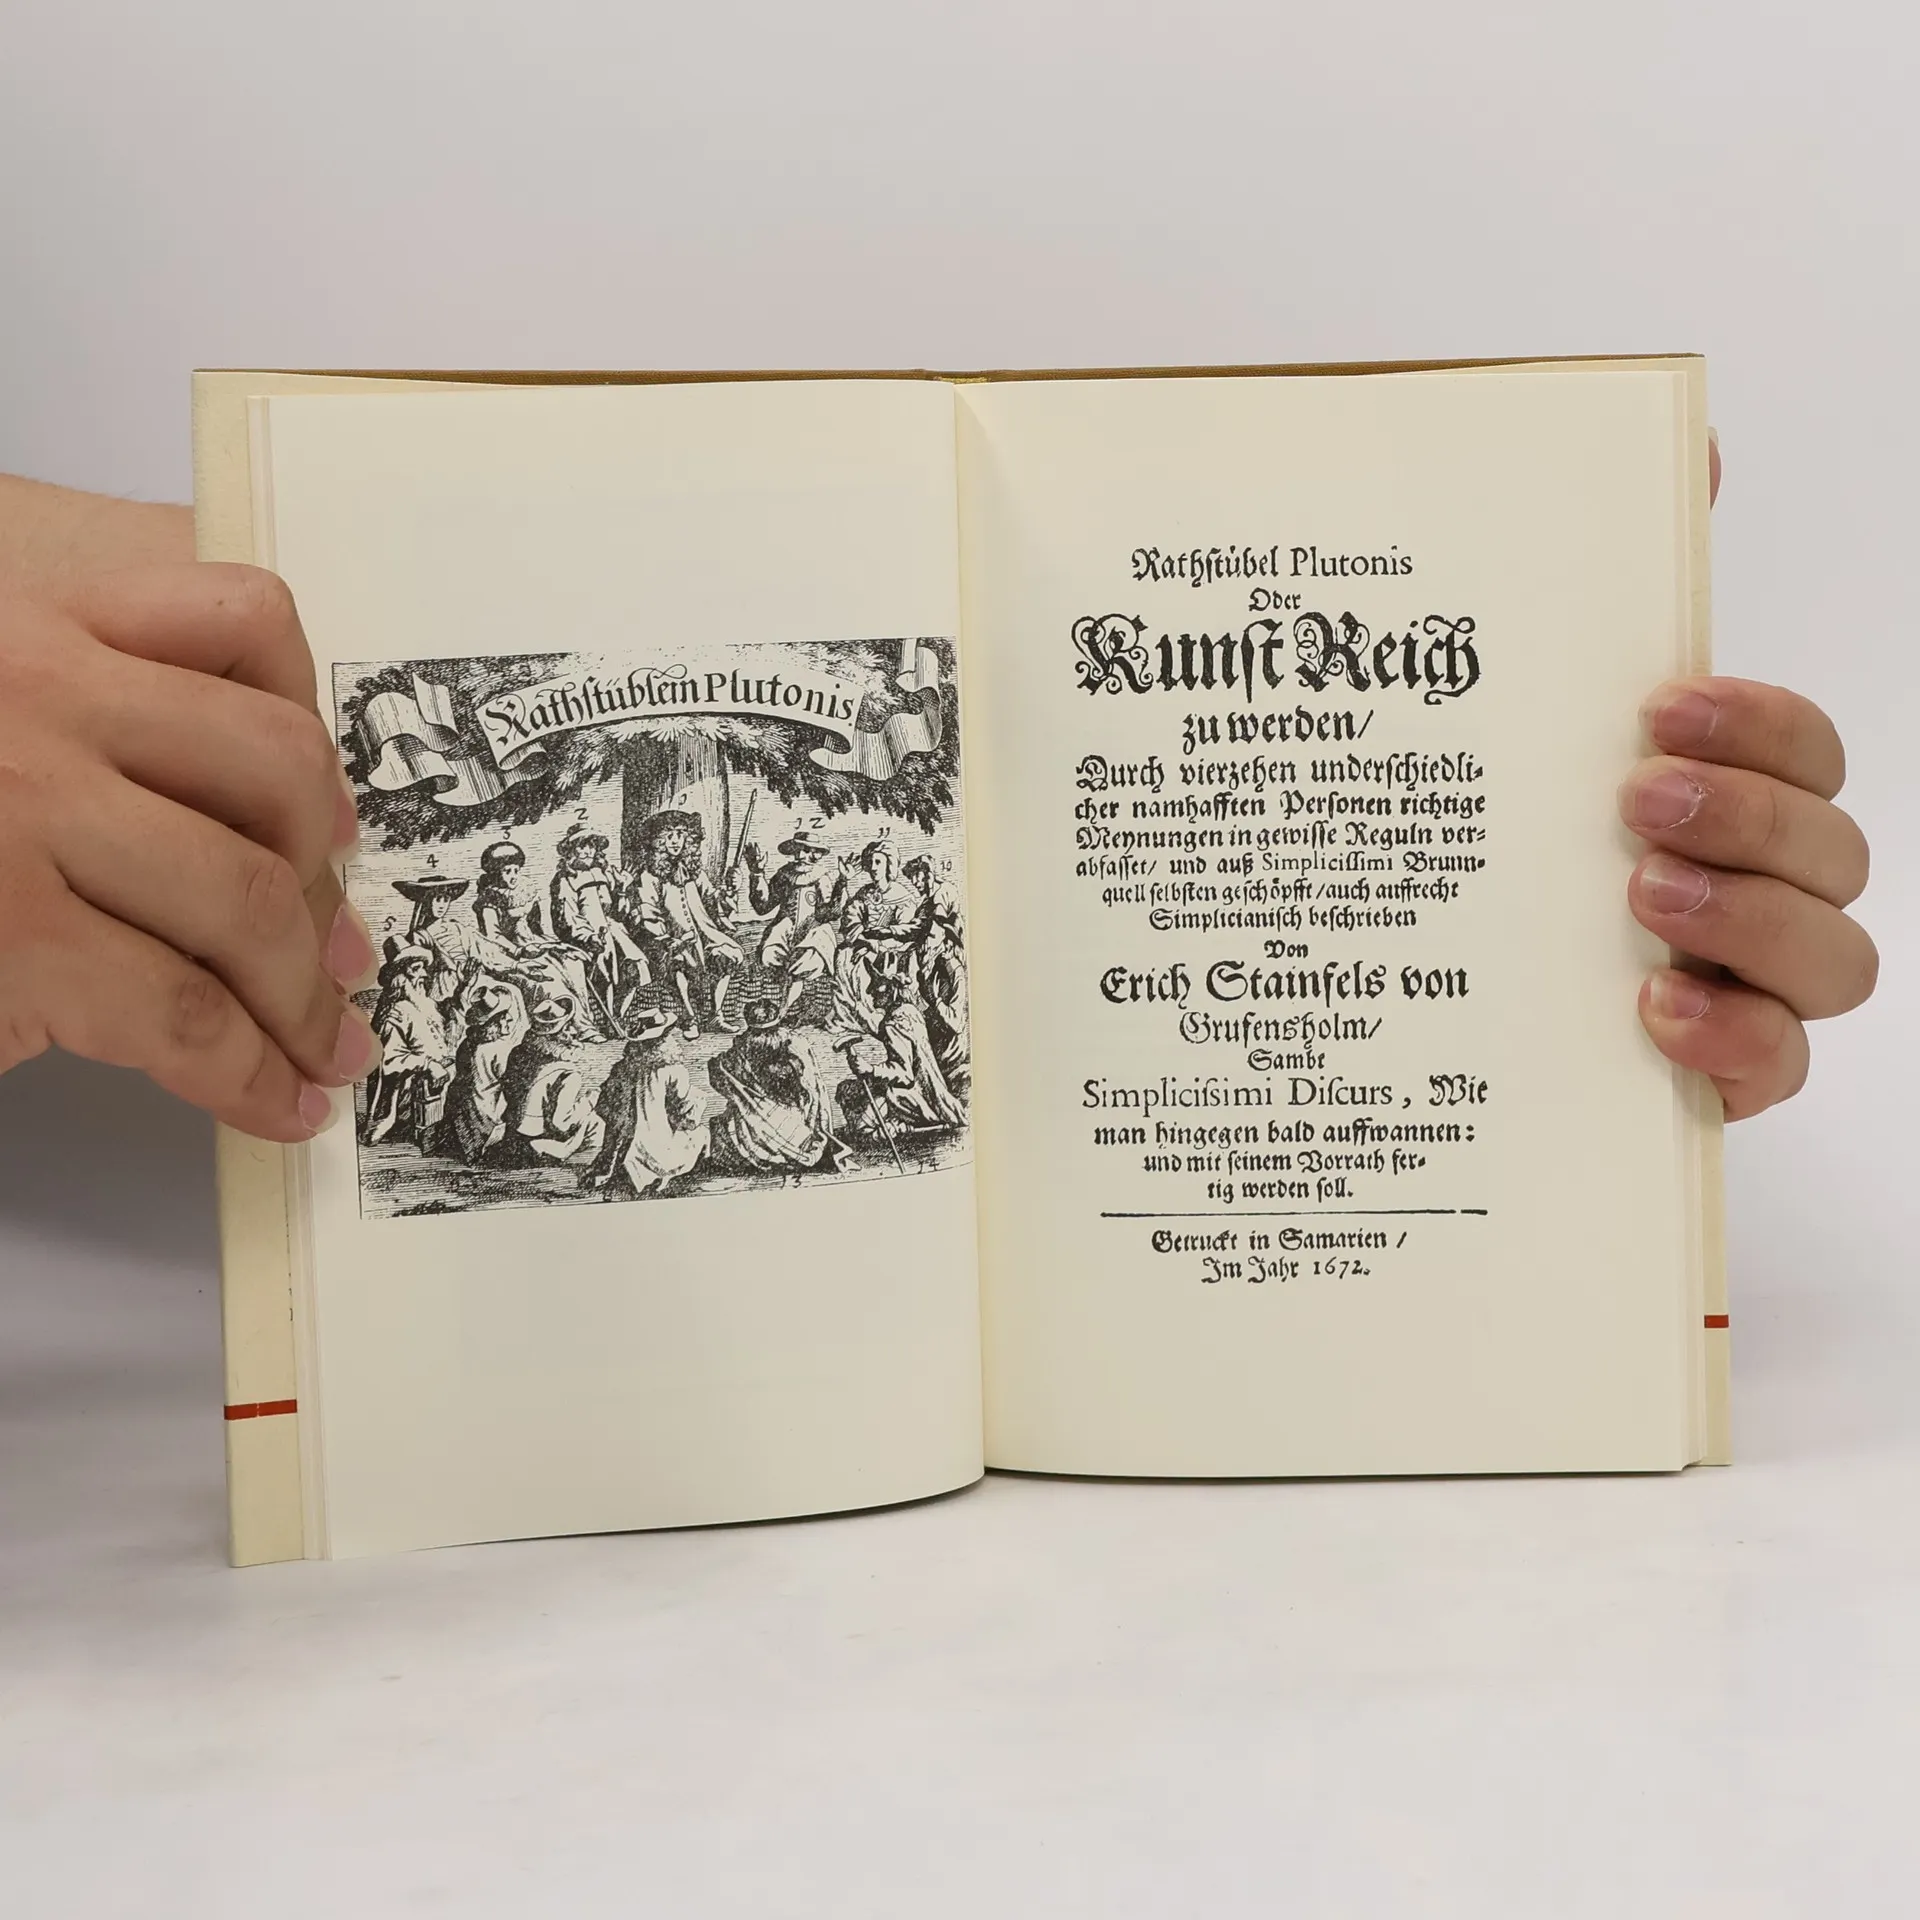 Rathſtüblein Plutonis.
4
3
2
1
12
11
10
5
13
14
Rathſtübel Plutonis
Oder
Kunſt Reich
zu werden/
Durch vierzehen underſchiedli-
cher namhafften Perſonen richtige
Meynungen in gewiſſe Reguln ver-
abfaſſet/ und auß Simpliciſſimi Brunn-
quell ſelbſten geſchöpfft/auch auffrecht
Simplicianiſch beſchrieben
Von
Erich Stainfels von
Grufensholm/
Sambt
Simpliciſsimi Diſcurs, Wie
man hingegen bald auffwannen:
und mit ſeinem Vorrath fer-
tig werden ſoll.
Getruckt in Samarien /
Im Jahr 1672.